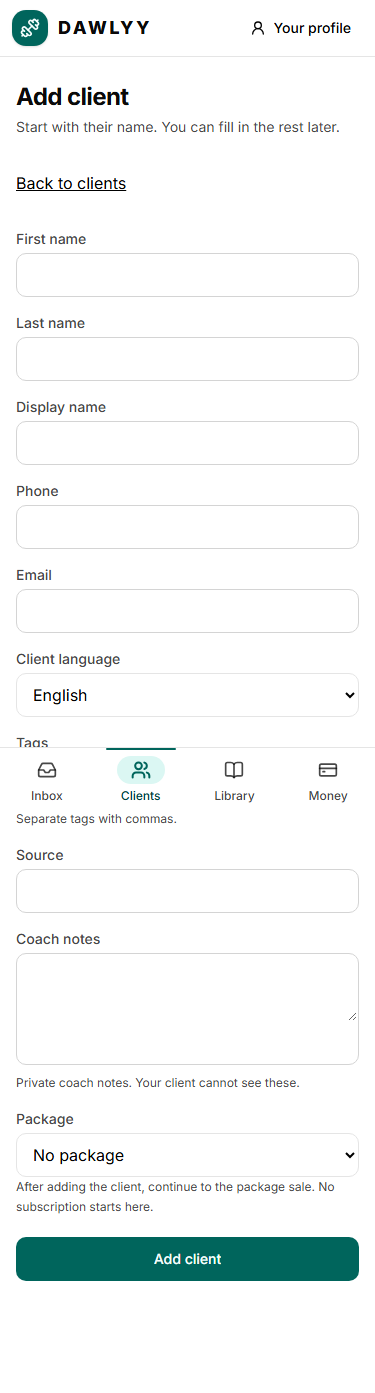 DAWLYY
Your profile
Add client
Start with their name. You can fill in the rest later.
Back to clients
First name
Last name
Display name
Phone
Email
Client language
English
Tags
Inbox
Clients
Library
Money
Separate tags with commas.
Source
Coach notes
Private coach notes. Your client cannot see these.
Package
No package
After adding the client, continue to the package sale. No
subscription starts here.
Add client